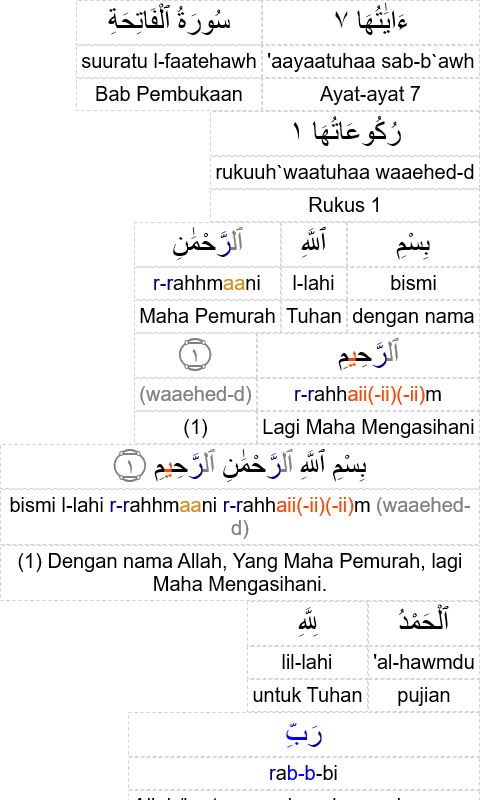 ءَايَٰتُهَا ٧ سُورَةُ ٱلْفَاتِحَةِ
'aayaatuhaa sab-b`awh suuratu l-faatehawh
Ayat-ayat 7 Bab Pembukaan
رُكُوعَاتُهَا ١
rukuuh`waatuhaa waaehed-d
Rukus 1
بِسْمِ ٱللَّهِ ٱلرَّحْمَٰنِ
bismi l-lahi r-rahhmaani
dengan nama Tuhan Maha Pemurah
ٱلرَّحِيمِ ١
r-rahhaii(-ii)(-ii)m (waaehed-d)
Lagi Maha Mengasihani (1)
بِسْمِ ٱللَّهِ ٱلرَّحْمَٰنِ ٱلرَّحِيمِ ١
bismi l-lahi r-rahhmaani r-rahhaii(-ii)(-ii)m (waaehed-
d)
(1) Dengan nama Allah, Yang Maha Pemurah, lagi
Maha Mengasihani.
ٱلْحَمْدُ لِلَّهِ
'al-hawmdu lil-lahi
pujian untuk Tuhan
رَبِّ
rab-b-bi